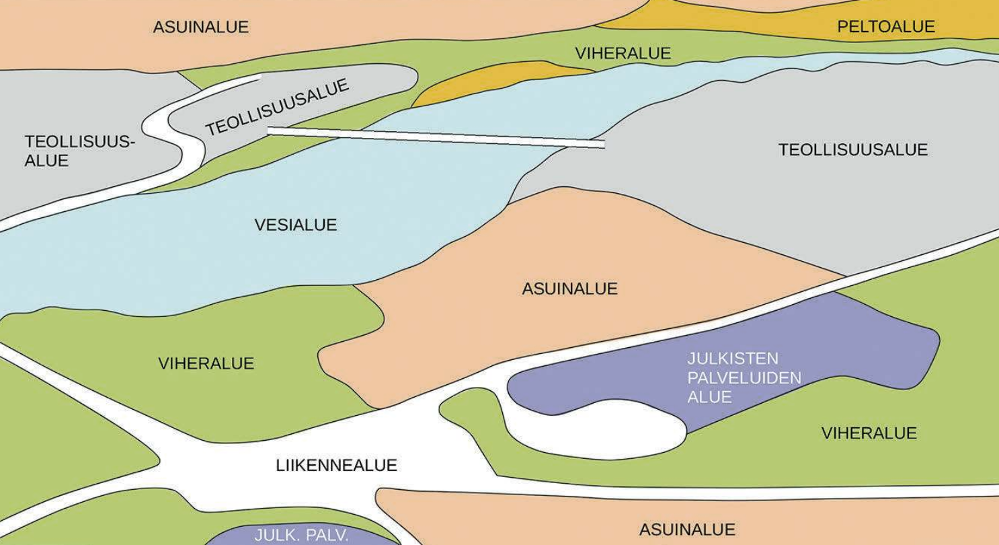 ASUINALUE
PELTOALUE
VIHERALUE
TEOLLISUUSALUE
TEOLLISUUS-
ALUE
TEOLLISUUSALUE
VESIALUE
ASUINALUE
VIHERALUE
JULKISTEN
PALVELUIDEN
ALUE
VIHERALUE
LIIKENNEALUE
ASUINALUE
JULK. PALV.